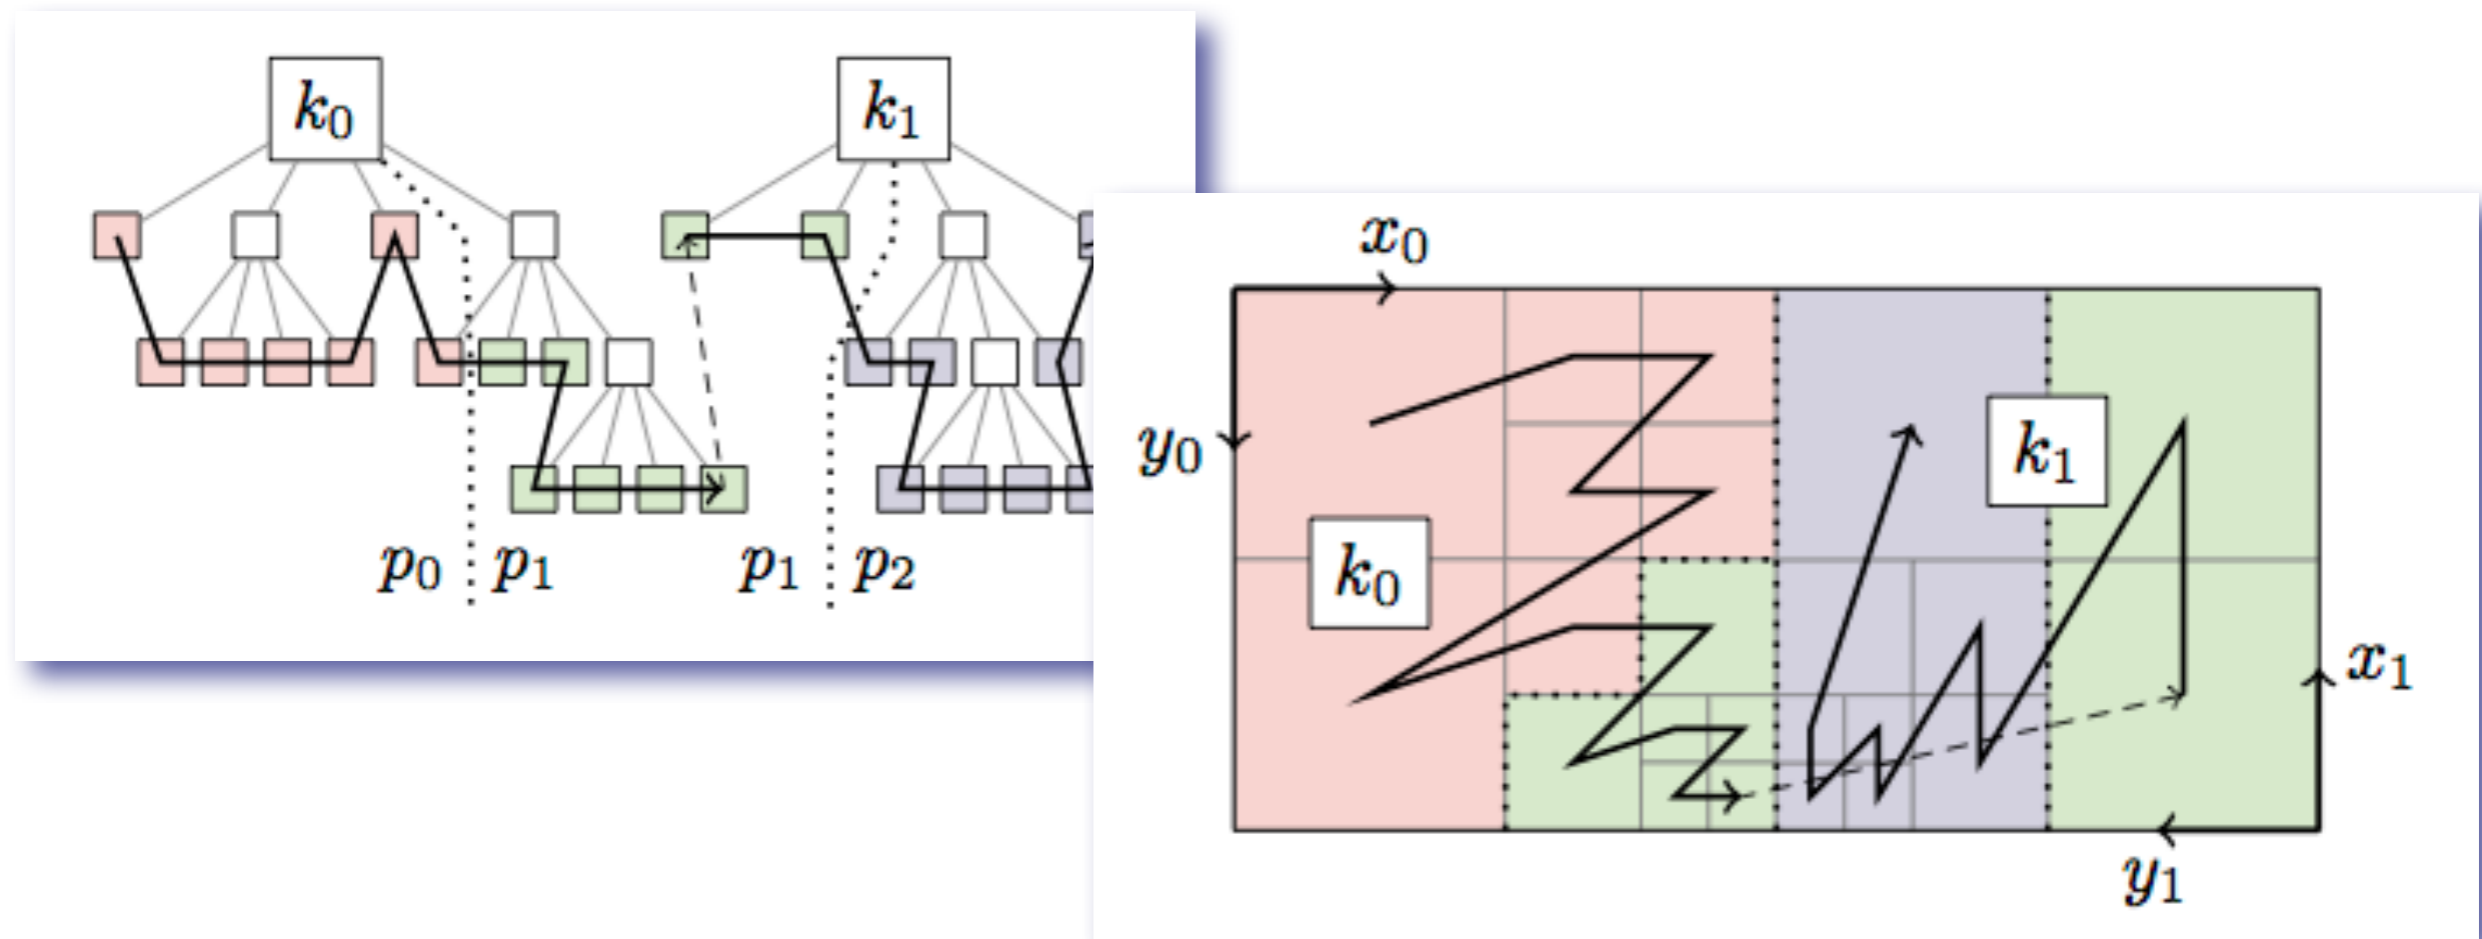 k₀ k₁
p₀ p₁ p₁ p₂
x₀
y₀
k₁
k₀
x₁
y₁